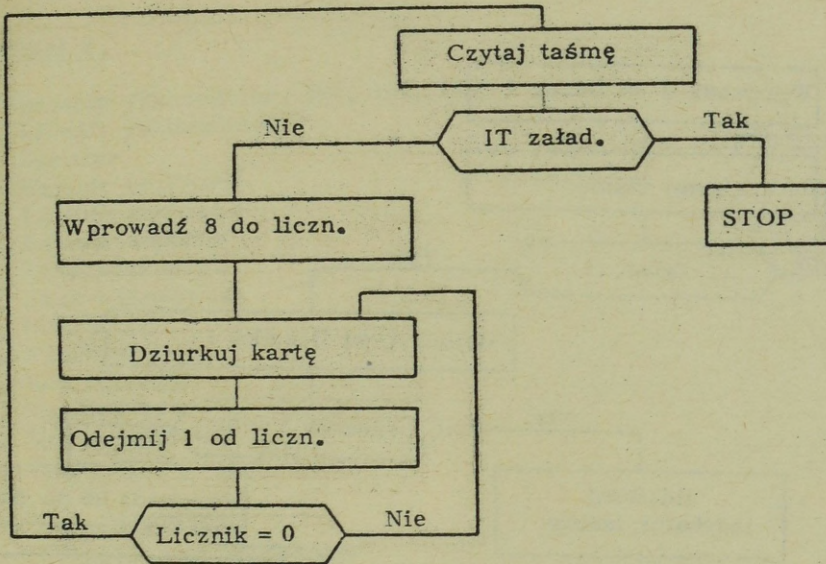 Czytaj taśmę
Nie
IT załad.
Tak
Wprowadź 8 do liczn.
STOP
Dziurkuj kartę
Odejmij 1 od liczn.
Tak
Licznik = 0
Nie